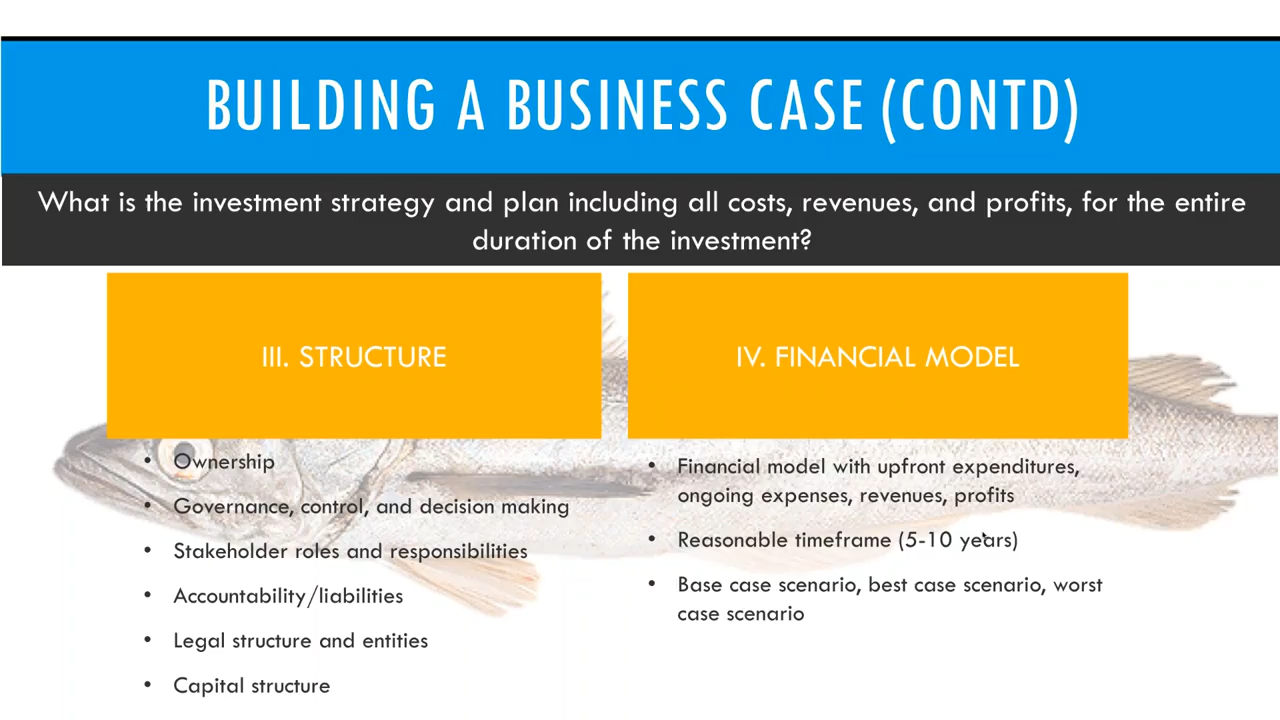 BUILDING A BUSINESS CASE (CONTD)
What is the investment strategy and plan including all costs, revenues, and profits, for the entire
duration of the investment?
III. STRUCTURE
• Ownership
• Governance, control, and decision making
• Stakeholder roles and responsibilities
• Accountability/liabilities
• Legal structure and entities
• Capital structure
IV. FINANCIAL MODEL
• Financial model with upfront expenditures,
ongoing expenses, revenues, profits
• Reasonable timeframe (5-10 years)
• Base case scenario, best case scenario, worst
case scenario